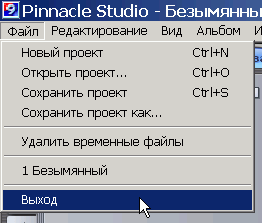 Pinnacle Studio - Безымянны
Файл Редактирование Вид Альбом
Новый проект Ctrl+N
Открыть проект... Ctrl+O
Сохранить проект Ctrl+S
Сохранить проект как...
Удалить временные файлы
1 Безымянный
Выход